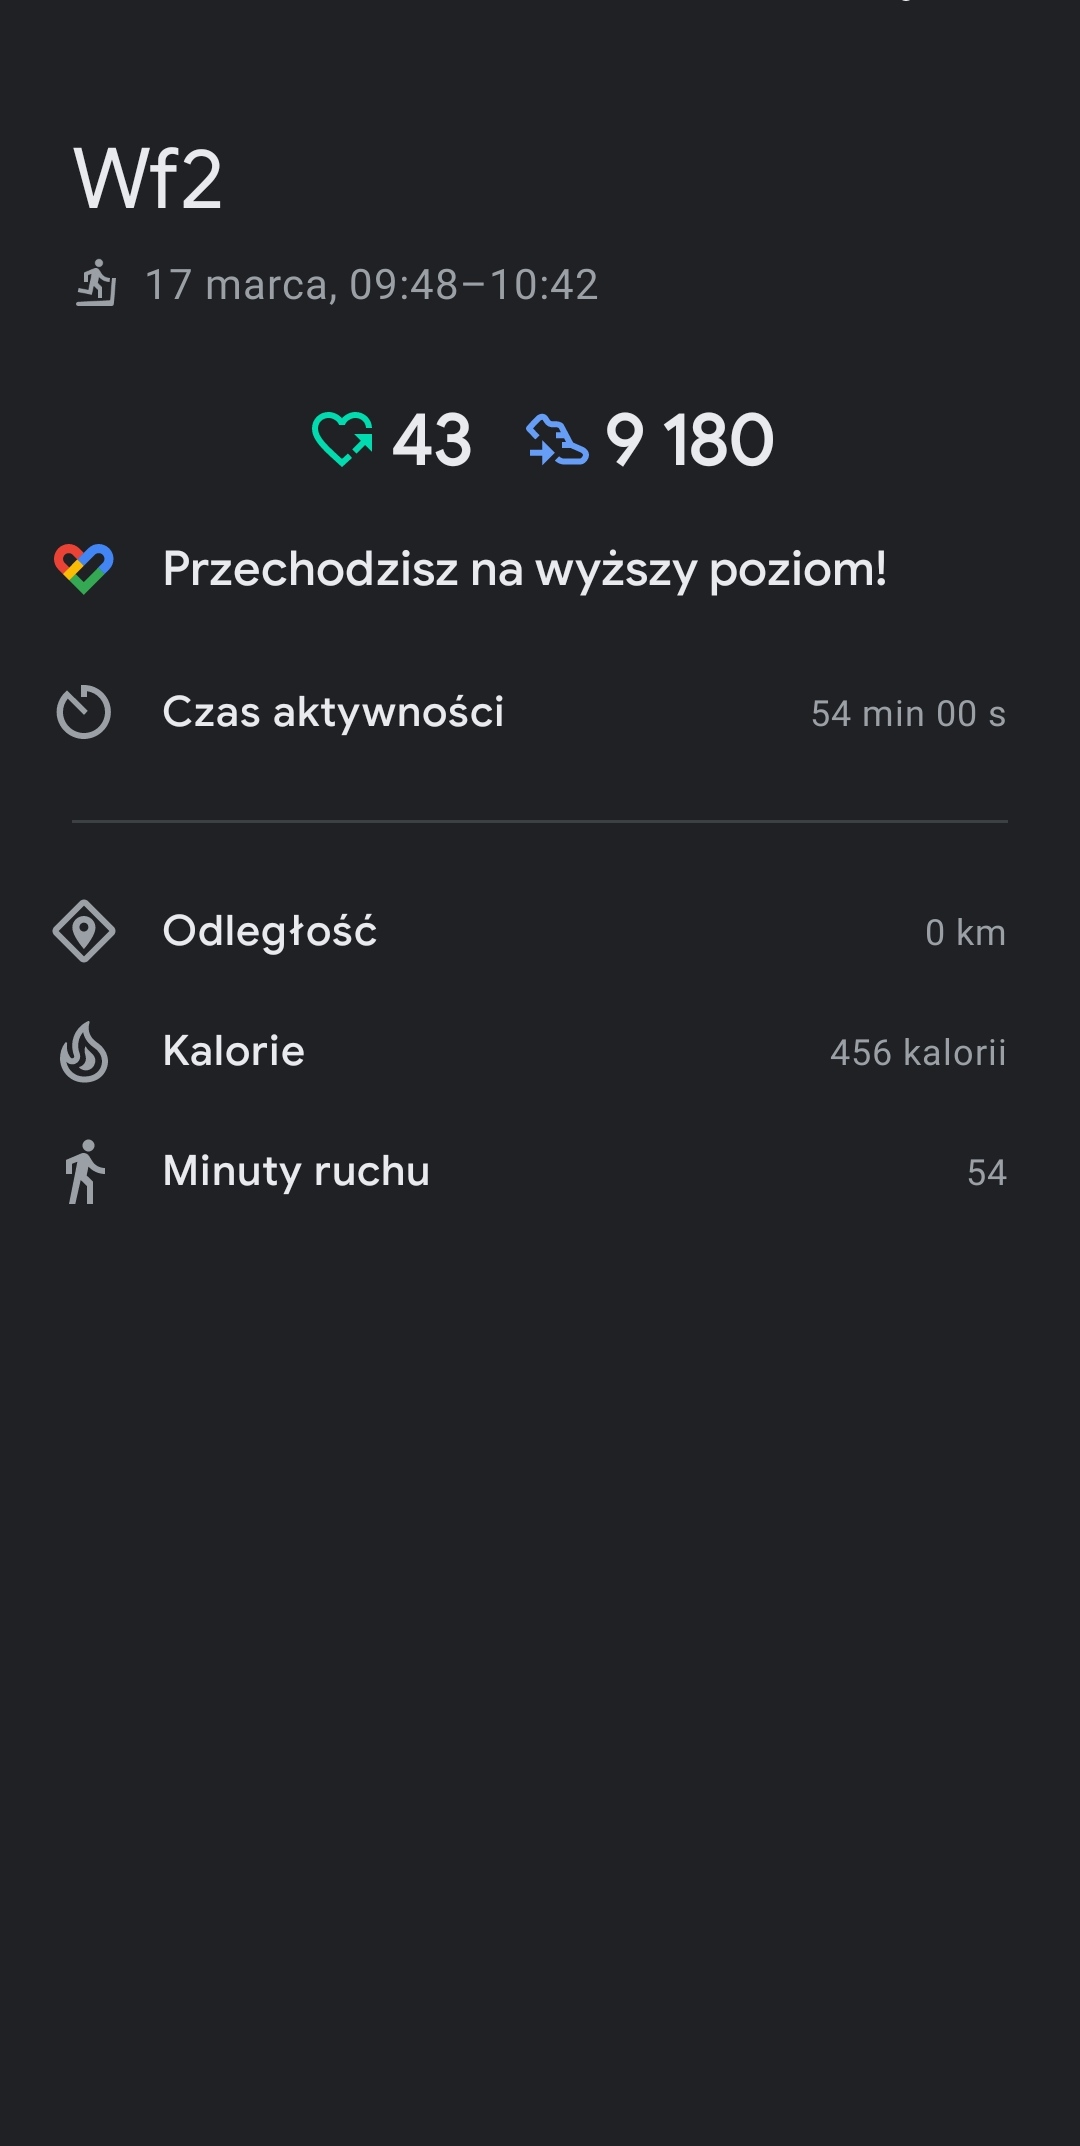 Wf2
17 marca, 09:48–10:42
43 9 180
Przechodzisz na wyższy poziom!
Czas aktywności 54 min 00 s
Odległość 0 km
Kalorie 456 kalorii
Minuty ruchu 54